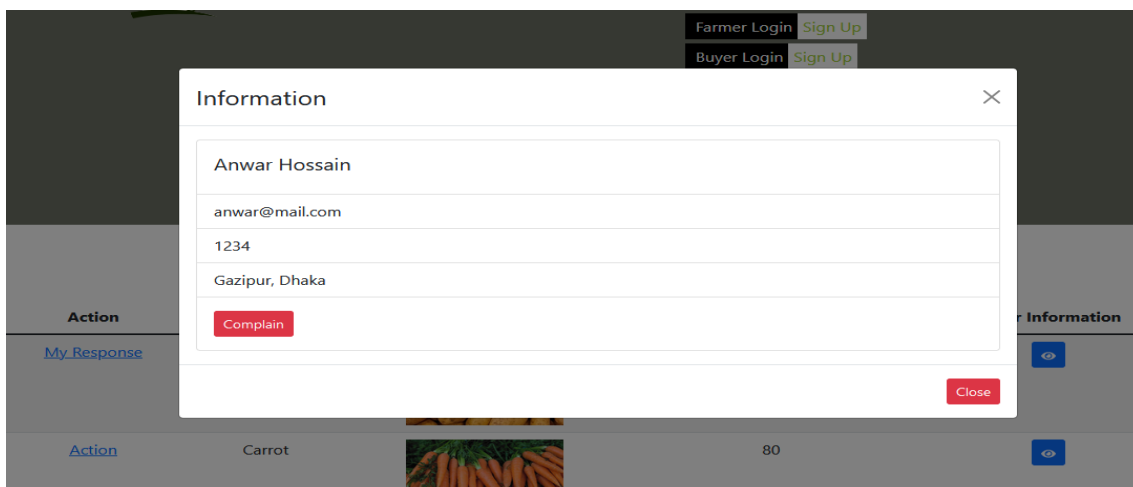 Farmer Login Sign Up
Buyer Login Sign Up
Information
Anwar Hossain
anwar@mail.com
1234
Gazipur, Dhaka
Complain
Close
Action Information
My Response
Action Carrot 80